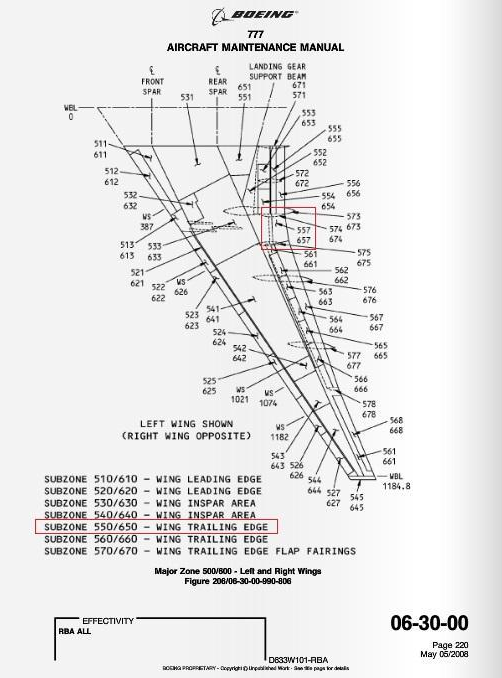 BOEING
777
AIRCRAFT MAINTENANCE MANUAL
FRONT
SPAR
REAR
SPAR
LANDING GEAR
SUPPORT BEAM
WBL
0
531
651
551
671
571
553
653
555
655
552
652
572
672
556
656
554
654
573
673
574
674
557
657
575
675
561
661
562
662
576
676
563
663
567
667
564
664
565
665
577
677
566
666
578
678
568
668
561
661
WBL
1184.8
511
611
512
612
532
632
WS
387
513
613
533
633
521
621
522
622
WS
626
523
623
541
641
524
624
542
642
525
625
WS
1021
WS
1074
WS
1182
543
643
526
626
544
644
527
627
545
645
LEFT WING SHOWN
(RIGHT WING OPPOSITE)
SUBZONE 510/610 - WING LEADING EDGE
SUBZONE 520/620 - WING LEADING EDGE
SUBZONE 530/630 - WING INSPAR AREA
SUBZONE 540/640 - WING INSPAR AREA
SUBZONE 550/650 - WING TRAILING EDGE
SUBZONE 560/660 - WING TRAILING EDGE
SUBZONE 570/670 - WING TRAILING EDGE FLAP FAIRINGS
Major Zone 500/600 - Left and Right Wings
Figure 206/06-30-00-990-806
EFFECTIVITY
RBA ALL
06-30-00
Page 220
May 05/2008
D633W101-RBA
BOEING PROPRIETARY - Copyright © Unpublished Work - See title page for details